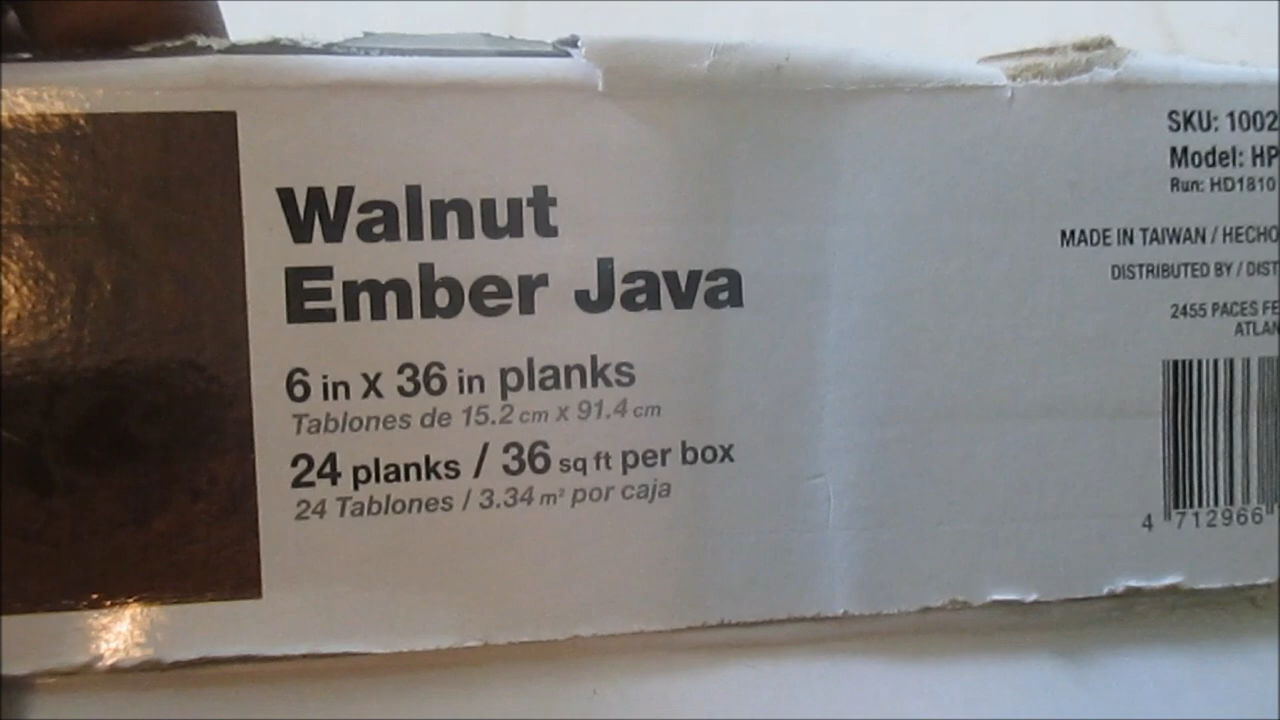 Walnut
Ember Java
6 in X 36 in planks
Tablones de 15.2 cm X 91.4 cm
24 planks / 36 sq ft per box
24 Tablones / 3.34 m² por caja
SKU: 1002
Model: HP
Run: HD1810
MADE IN TAIWAN / HECHO
DISTRIBUTED BY / DIST
2455 PACES FE
ATLAN
4 712966